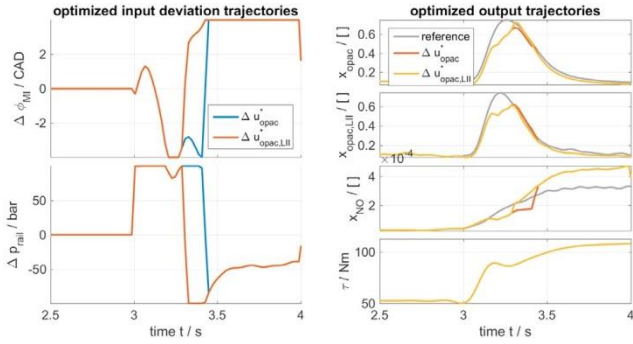 optimized input deviation trajectories
Δ ϕ_MI / CAD
2
0
-2
Δ u*_opac
Δ u*_opac,LII
Δ p_rail / bar
50
0
-50
2.5 3 3.5 4
time t / s
optimized output trajectories
x_opac / [ ]
0.6
0.4
0.2
reference
Δ u*_opac
Δ u*_opac,LII
x_opac,LII / [ ]
0.6
0.4
0.2
0
×10^-4
x_NO / [ ]
4
2
τ / Nm
100
50
2.5 3 3.5 4
time t / s